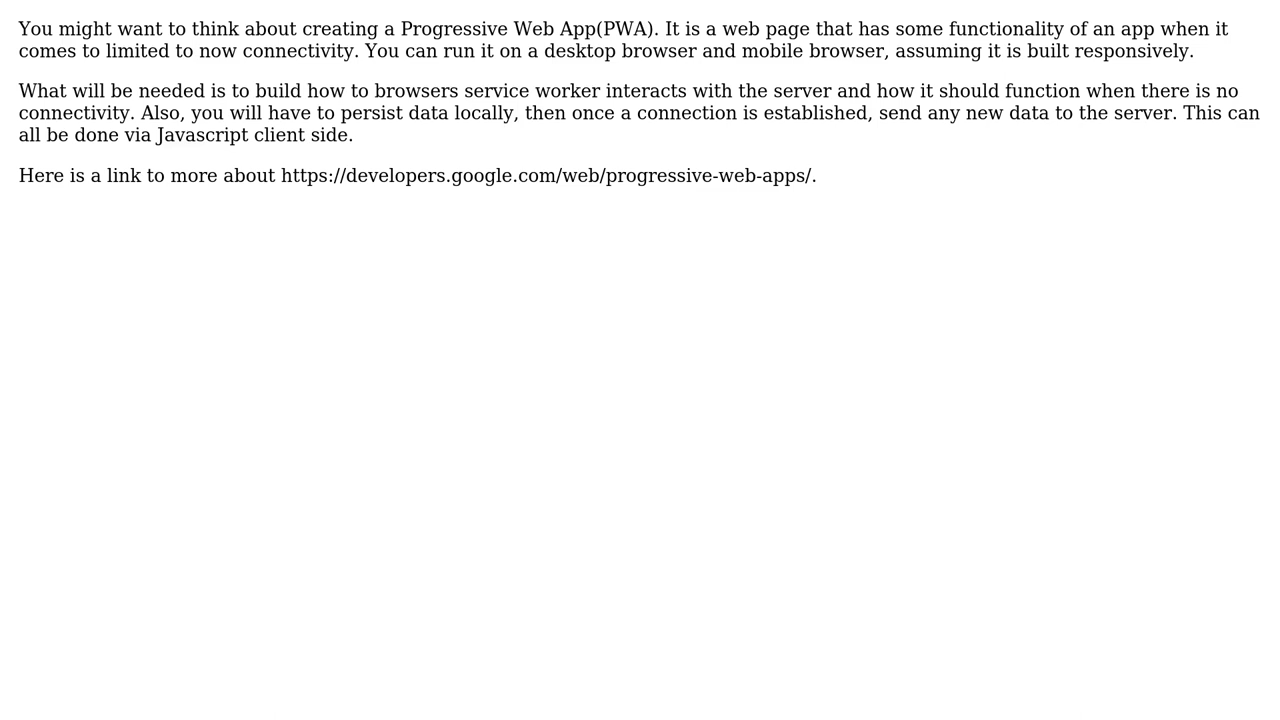 You might want to think about creating a Progressive Web App(PWA). It is a web page that has some functionality of an app when it
comes to limited to now connectivity. You can run it on a desktop browser and mobile browser, assuming it is built responsively.
What will be needed is to build how to browsers service worker interacts with the server and how it should function when there is no
connectivity. Also, you will have to persist data locally, then once a connection is established, send any new data to the server. This can
all be done via Javascript client side.
Here is a link to more about https://developers.google.com/web/progressive-web-apps/.